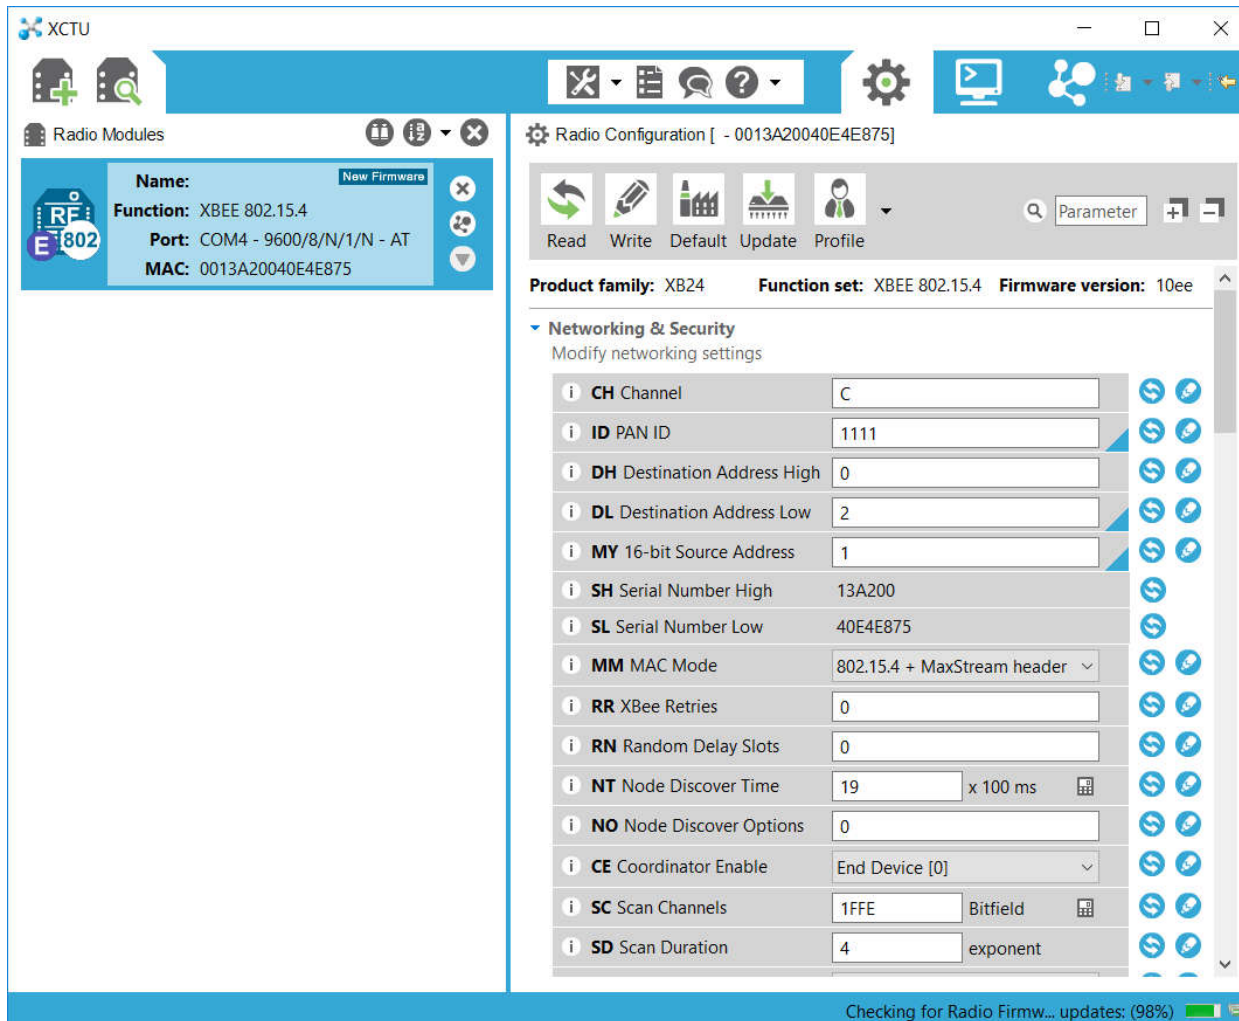 XCTU
Radio Modules
Name:
New Firmware
Function: XBEE 802.15.4
Port: COM4 - 9600/8/N/1/N - AT
MAC: 0013A20040E4E875
RF
E 802
Radio Configuration [ - 0013A20040E4E875]
Read Write Default Update Profile
Parameter
Product family: XB24 Function set: XBEE 802.15.4 Firmware version: 10ee
Networking & Security
Modify networking settings
i CH Channel C
i ID PAN ID 1111
i DH Destination Address High 0
i DL Destination Address Low 2
i MY 16-bit Source Address 1
i SH Serial Number High 13A200
i SL Serial Number Low 40E4E875
i MM MAC Mode 802.15.4 + MaxStream header
i RR XBee Retries 0
i RN Random Delay Slots 0
i NT Node Discover Time 19 x 100 ms
i NO Node Discover Options 0
i CE Coordinator Enable End Device [0]
i SC Scan Channels 1FFE Bitfield
i SD Scan Duration 4 exponent
Checking for Radio Firmw... updates: (98%)